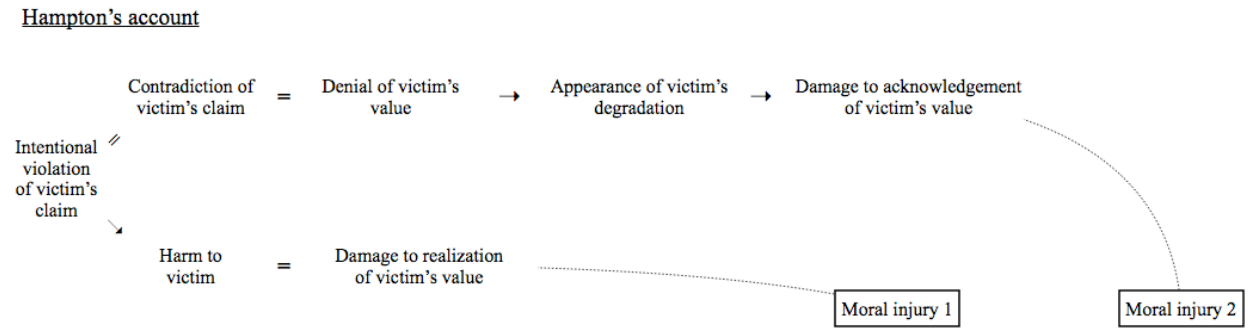 Hampton's account
Contradiction of
victim's claim
=
Denial of victim's
value
→
Appearance of victim's
degradation
→
Damage to acknowledgement
of victim's value
Intentional
violation
of victim's
claim
Harm to
victim
=
Damage to realization
of victim's value
Moral injury 1
Moral injury 2